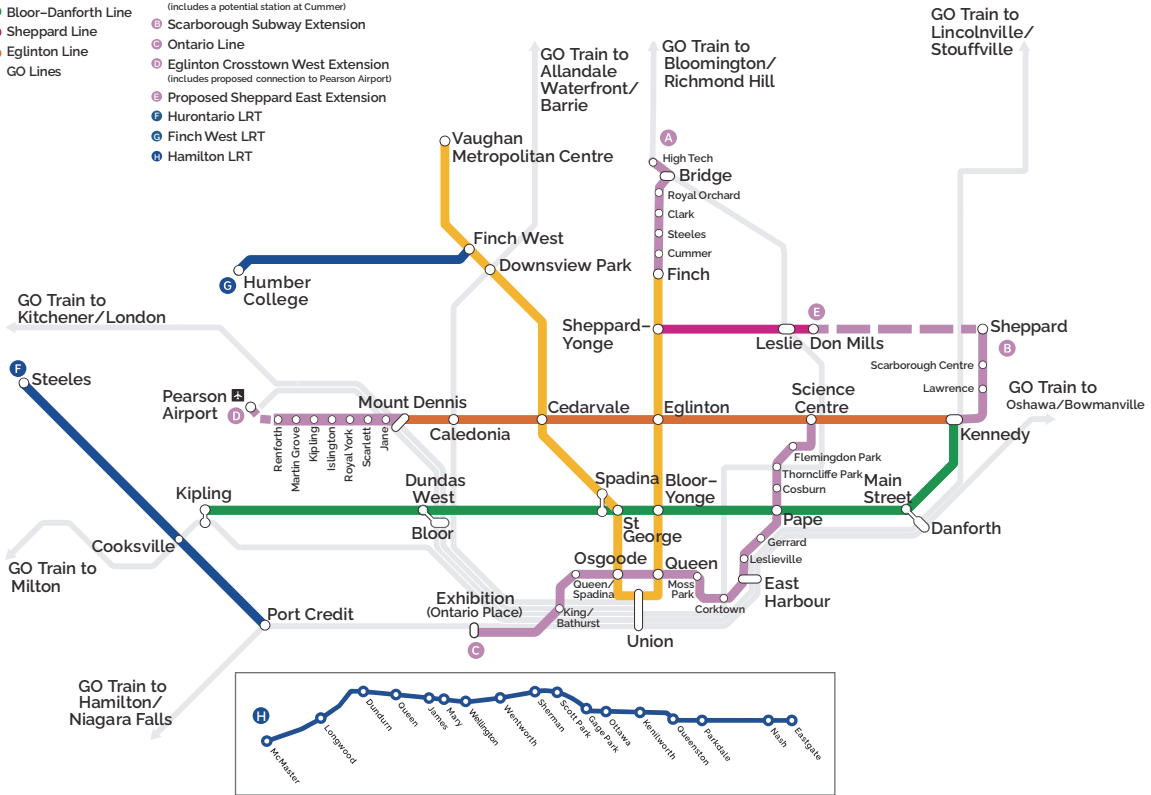 Bloor–Danforth Line
Sheppard Line
Eglinton Line
GO Lines
(includes a potential station at Cummer)
B Scarborough Subway Extension
C Ontario Line
D Eglinton Crosstown West Extension
(includes proposed connection to Pearson Airport)
E Proposed Sheppard East Extension
F Hurontario LRT
G Finch West LRT
H Hamilton LRT
GO Train to
Allandale
Waterfront/
Barrie
GO Train to
Bloomington/
Richmond Hill
GO Train to
Lincolnville/
Stouffville
Vaughan
Metropolitan Centre
A
High Tech
Bridge
Royal Orchard
Clark
Steeles
Cummer
Finch
Finch West
Downsview Park
G
Humber
College
GO Train to
Kitchener/London
Sheppard–
Yonge
Leslie
E
Don Mills
Sheppard
B
Scarborough Centre
Lawrence
F
Steeles
Pearson
Airport
D
Renforth
Martin Grove
Kipling
Islington
Royal York
Scarlett
Jane
Mount Dennis
Caledonia
Cedarvale
Eglinton
Science
Centre
Kennedy
GO Train to
Oshawa/Bowmanville
Flemingdon Park
Thorncliffe Park
Cosburn
Kipling
Dundas
West
Bloor
Spadina
St
George
Bloor–
Yonge
Pape
Main
Street
Danforth
Cooksville
GO Train to
Milton
Gerrard
Leslieville
East
Harbour
Osgoode
Queen
Queen/
Spadina
Moss
Park
Corktown
King/
Bathurst
Exhibition
(Ontario Place)
C
Union
Port Credit
GO Train to
Hamilton/
Niagara Falls
H
McMaster
Longwood
Dundurn
Queen
James
Mary
Wellington
Wentworth
Sherman
Scott Park
Gage Park
Ottawa
Kenilworth
Queenston
Parkdale
Nash
Eastgate